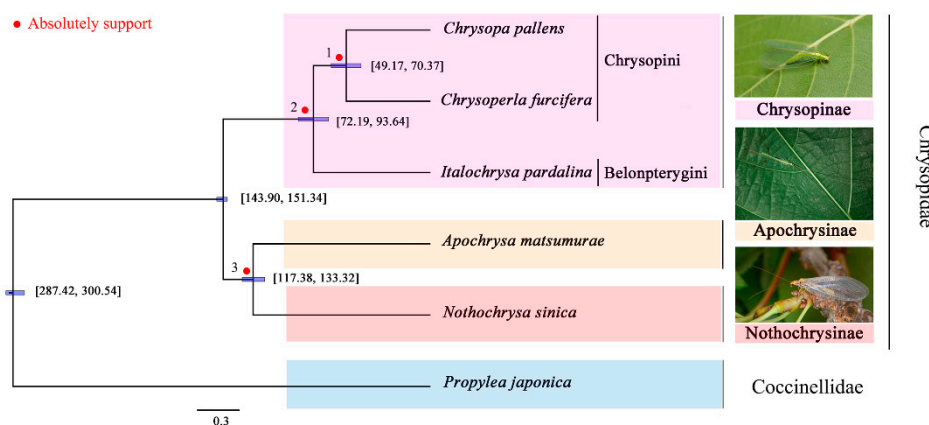 Absolutely support
Chrysopa pallens
1
[49.17, 70.37]
Chrysopini
Chrysopinae
Chrysoperla furcifera
2
[72.19, 93.64]
Italochrysa pardalina
Belonpterygini
[143.90, 151.34]
Apochrysinae
Chrysopidae
Apochrysa matsumurae
3
[117.38, 133.32]
[287.42, 300.54]
Nothochrysa sinica
Nothochrysinae
Propylea japonica
Coccinellidae
0.3